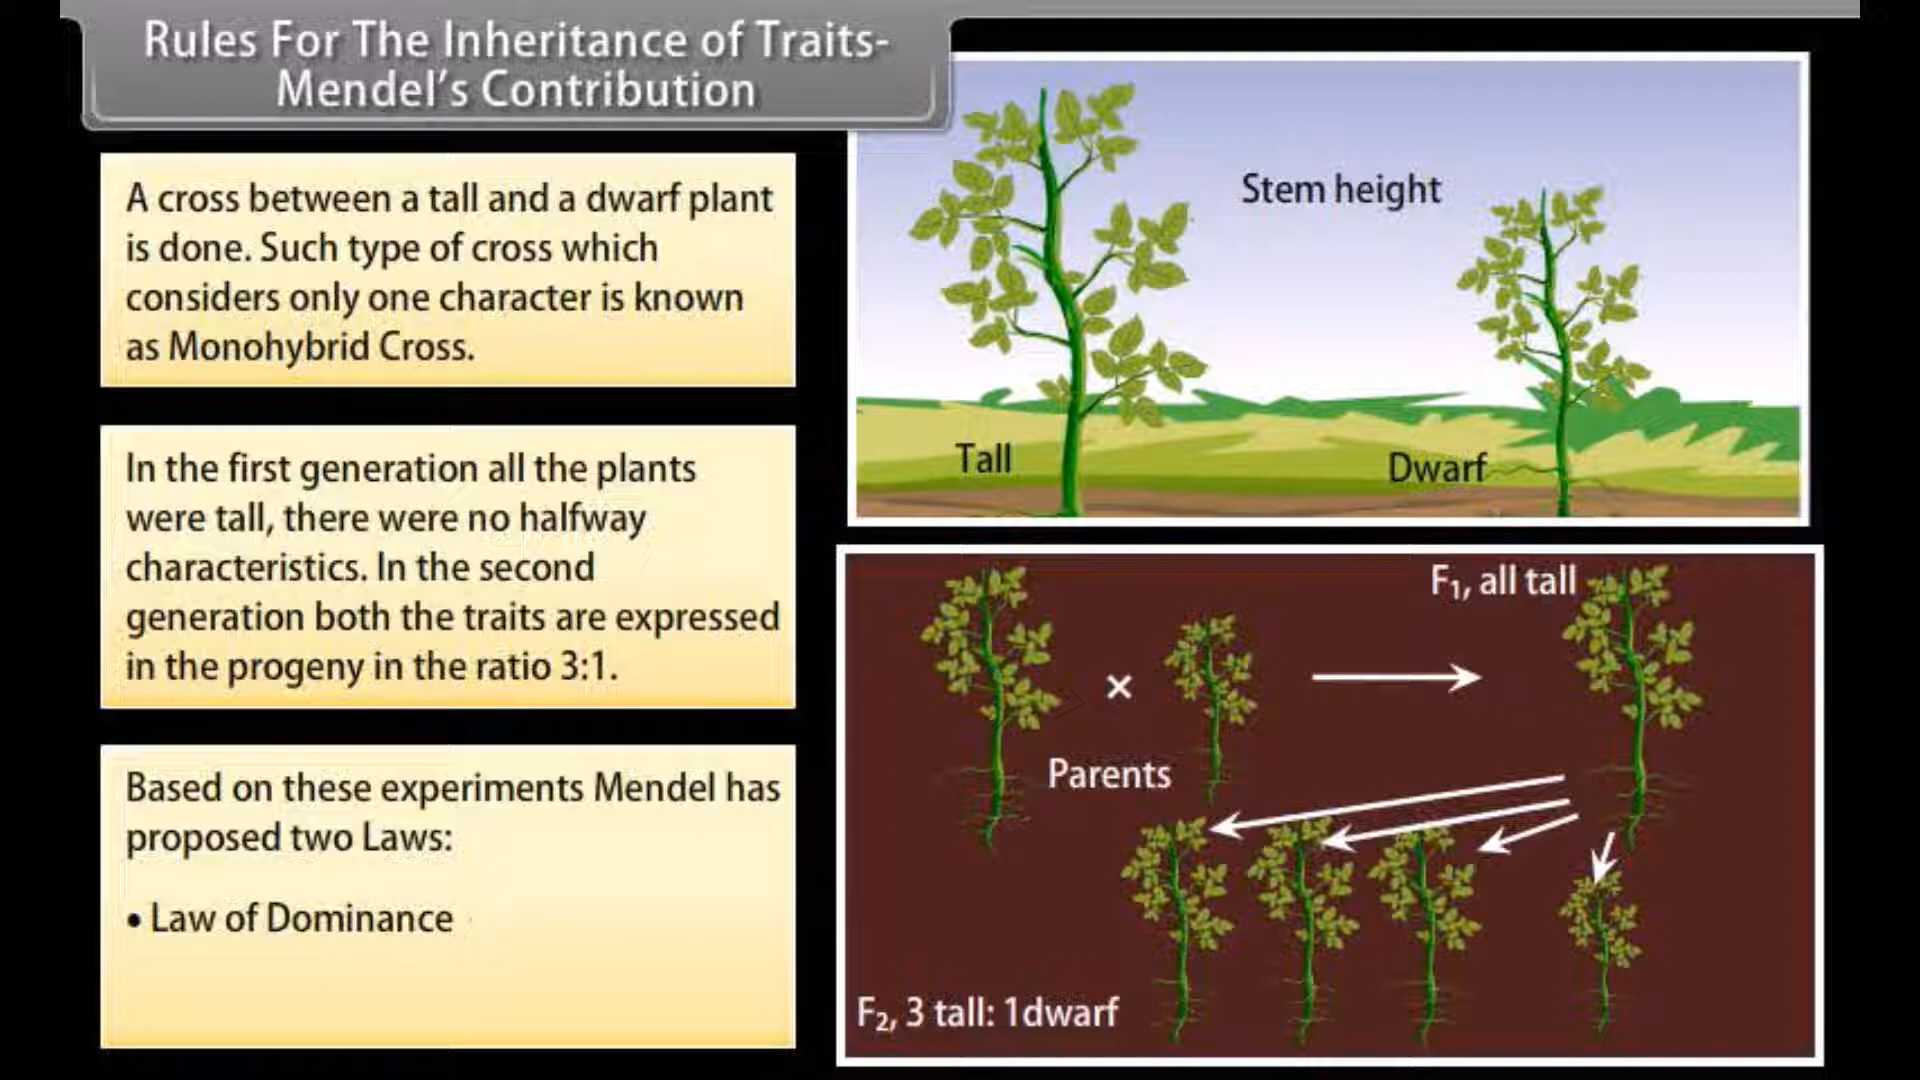 Rules For The Inheritance of Traits-
Mendel's Contribution
A cross between a tall and a dwarf plant
is done. Such type of cross which
considers only one character is known
as Monohybrid Cross.
In the first generation all the plants
were tall, there were no halfway
characteristics. In the second
generation both the traits are expressed
in the progeny in the ratio 3:1.
Based on these experiments Mendel has
proposed two Laws:
• Law of Dominance
Stem height
Tall
Dwarf
F₁, all tall
×
Parents
F₂, 3 tall: 1dwarf